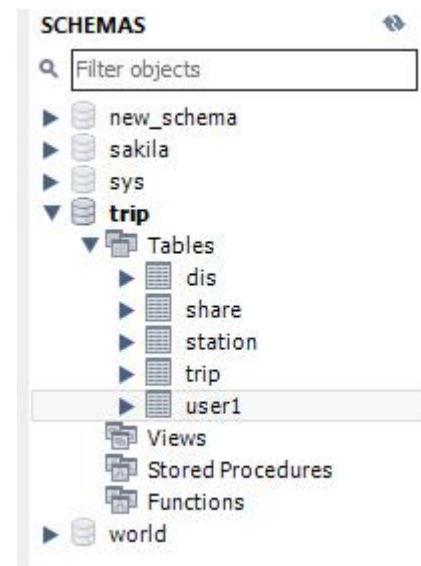 SCHEMAS
Filter objects
new_schema
sakila
sys
trip
Tables
dis
share
station
trip
user1
Views
Stored Procedures
Functions
world